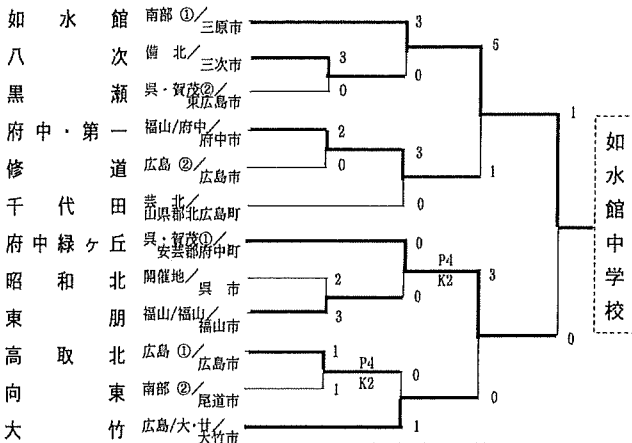 如水館 南部 ①/三原市
八次 備北/三次市
黒瀬 呉・賀茂②/東広島市
府中・第一 福山/府中/府中市
修道 広島 ②/広島市
千代田 芸北/山県郡北広島町
府中緑ヶ丘 呉・賀茂①/安芸郡府中町
昭和北 開催地/呉市
東朋 福山/福山/福山市
高取北 広島 ①/広島市
向東 南部 ②/尾道市
大竹 広島/大・廿/大竹市
3
0
3
0
5
2
0
3
0
1
1
0
P4
K2
2
3
0
3
1
1
P4
K2
0
1
0
0
如水館中学校